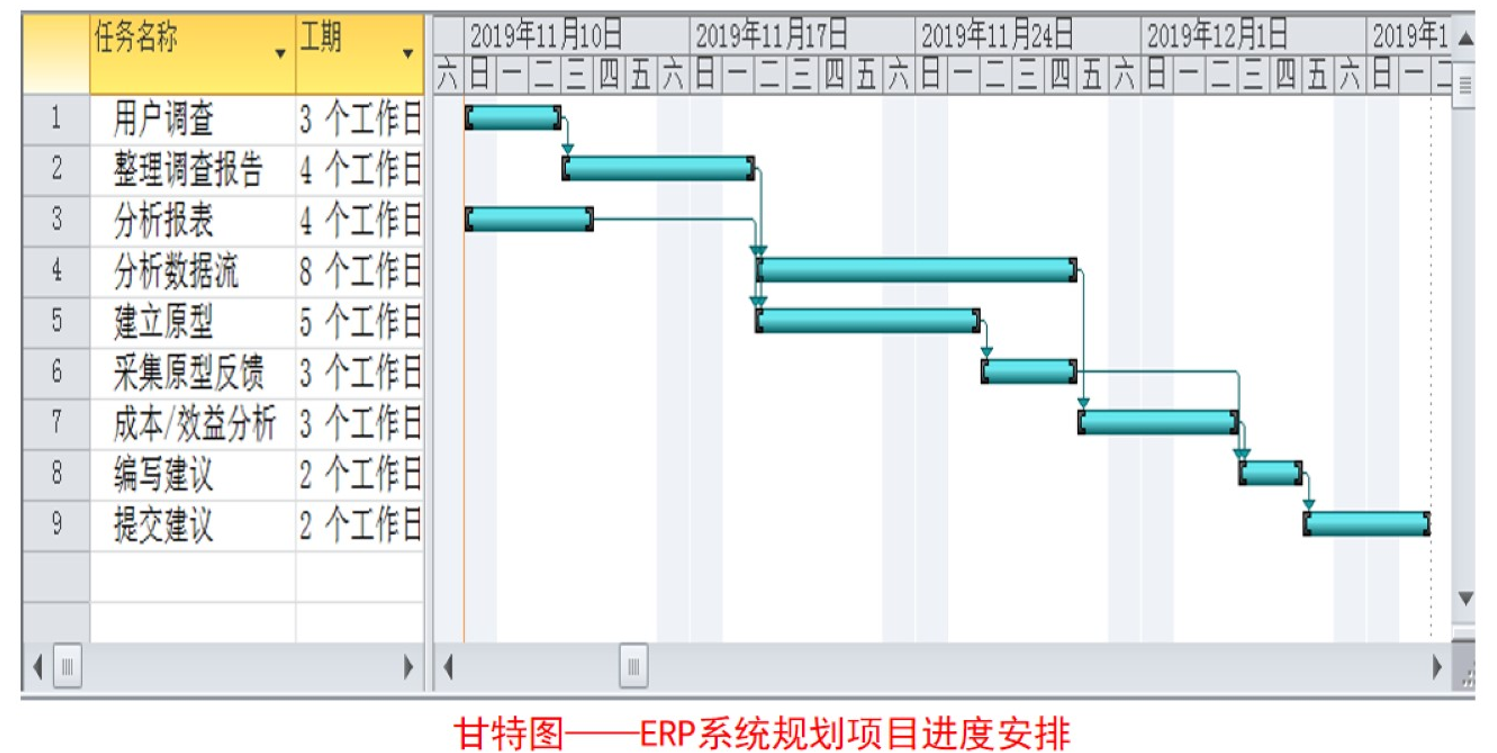 任务名称 工期 2019年11月10日 2019年11月17日 2019年11月24日 2019年12月1日 2019年1
六 日 一 二 三 四 五 六 日 一 二 三 四 五 六 日 一 二 三 四 五 六 日 一 二 三 四 五 六 日 一 二
1 用户调查 3 个工作日
2 整理调查报告 4 个工作日
3 分析报表 4 个工作日
4 分析数据流 8 个工作日
5 建立原型 5 个工作日
6 采集原型反馈 3 个工作日
7 成本/效益分析 3 个工作日
8 编写建议 2 个工作日
9 提交建议 2 个工作日
甘特图——ERP系统规划项目进度安排